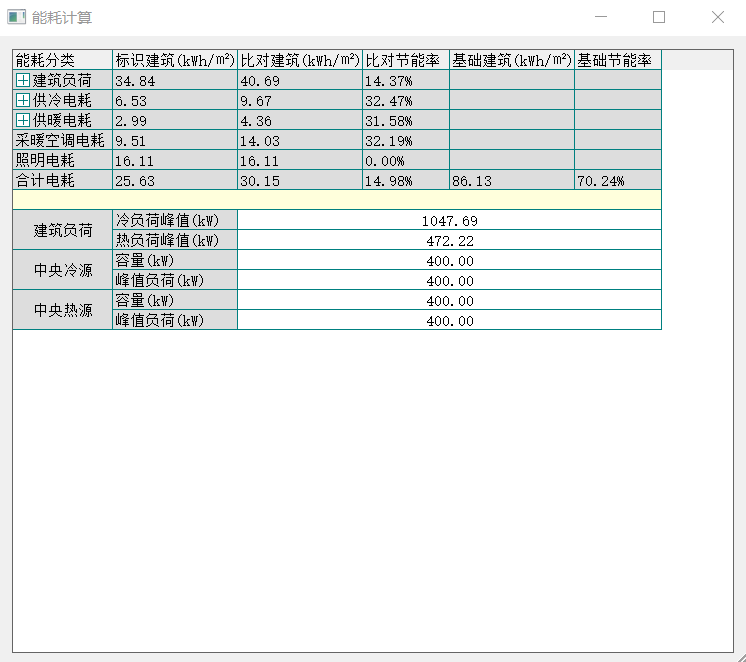 能耗计算
能耗分类 标识建筑(kWh/㎡) 比对建筑(kWh/㎡) 比对节能率 基础建筑(kWh/㎡) 基础节能率
建筑负荷 34.84 40.69 14.37%
供冷电耗 6.53 9.67 32.47%
供暖电耗 2.99 4.36 31.58%
采暖空调电耗 9.51 14.03 32.19%
照明电耗 16.11 16.11 0.00%
合计电耗 25.63 30.15 14.98% 86.13 70.24%
建筑负荷 冷负荷峰值(kW) 1047.69
热负荷峰值(kW) 472.22
中央冷源 容量(kW) 400.00
峰值负荷(kW) 400.00
中央热源 容量(kW) 400.00
峰值负荷(kW) 400.00